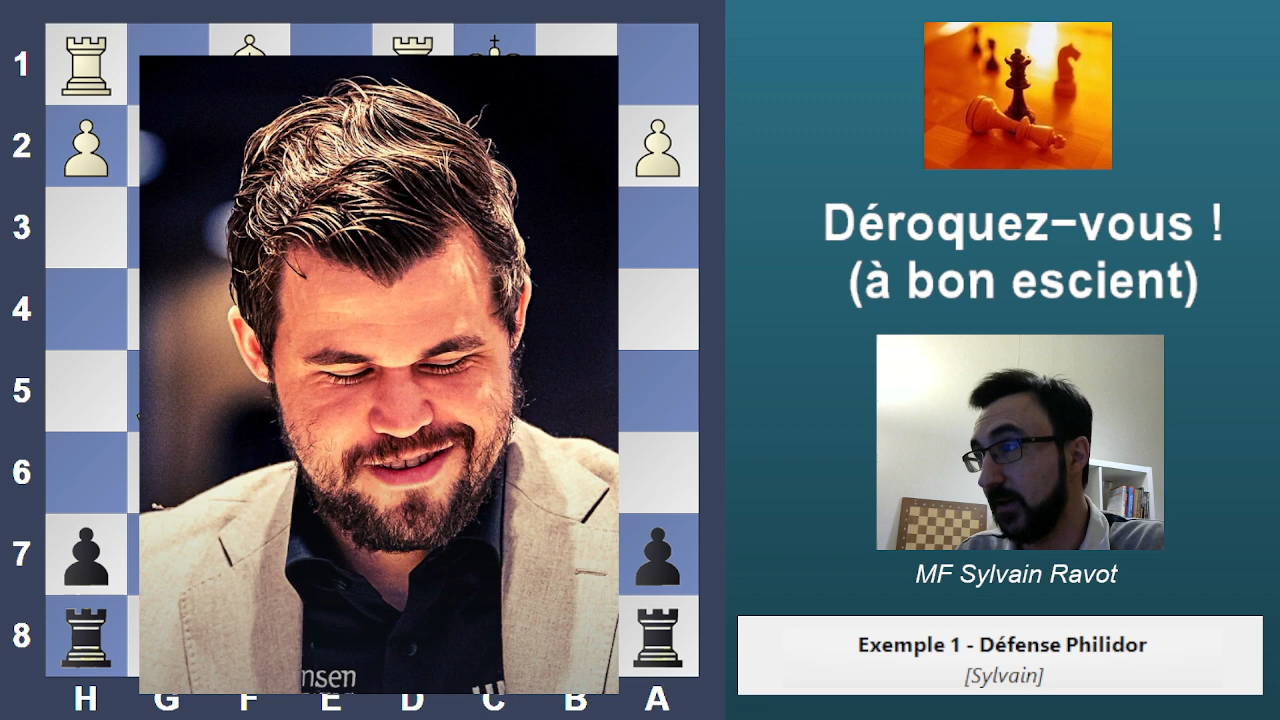 1
2
3
4
5
6
7
8
H G F E D C B A
nsen
Déroquez-vous !
(à bon escient)
MF Sylvain Ravot
Exemple 1 - Défense Philidor
[Sylvain]